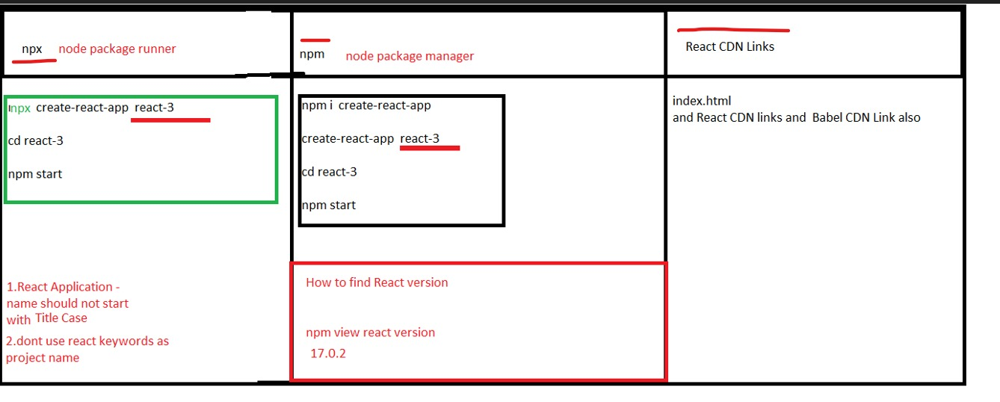 npx node package runner
npm node package manager
React CDN Links
npx create-react-app react-3
cd react-3
npm start
1.React Application -
name should not start
with Title Case
2.dont use react keywords as
project name
npm i create-react-app
create-react-app react-3
cd react-3
npm start
How to find React version
npm view react version
17.0.2
index.html
and React CDN links and Babel CDN Link also